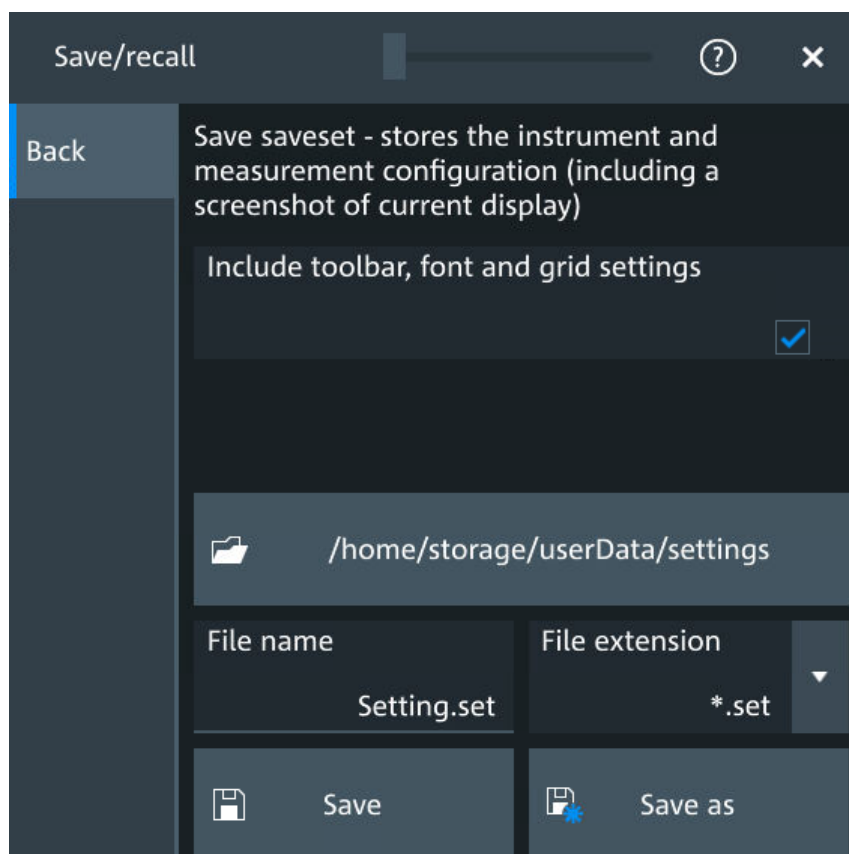 Save/recall
Back
Save saveset - stores the instrument and
measurement configuration (including a
screenshot of current display)
Include toolbar, font and grid settings
/home/storage/userData/settings
File name
Setting.set
File extension
*.set
Save
Save as